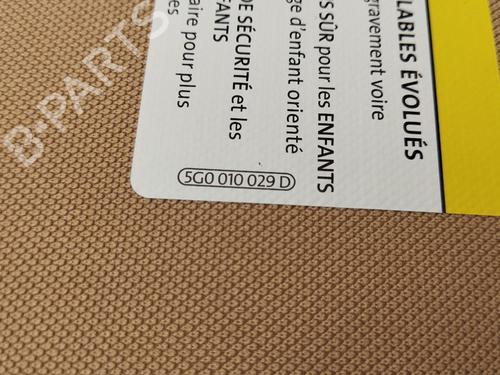 LABLES ÉVOLUÉS
gravement voire
S SÛR pour les ENFANTS
ge d'enfant orienté
DE SÉCURITÉ et les
FANTS
aire pour plus
es
5G0 010 029 D
B-PARTS